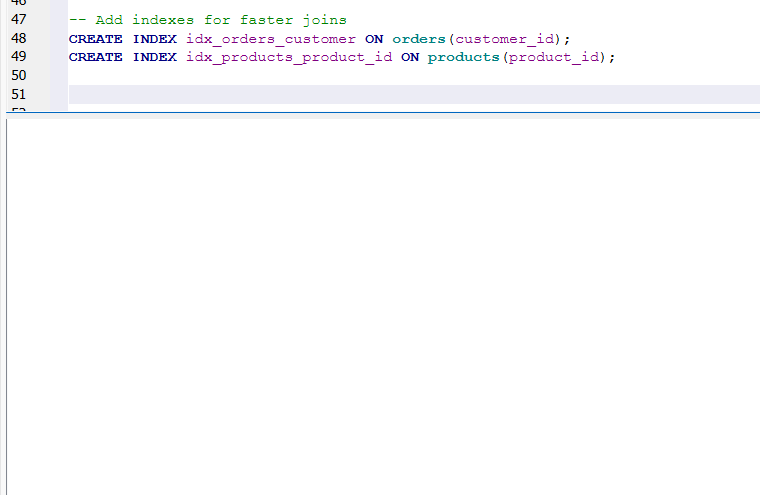 47 -- Add indexes for faster joins
48 CREATE INDEX idx_orders_customer ON orders(customer_id);
49 CREATE INDEX idx_products_product_id ON products(product_id);
50
51